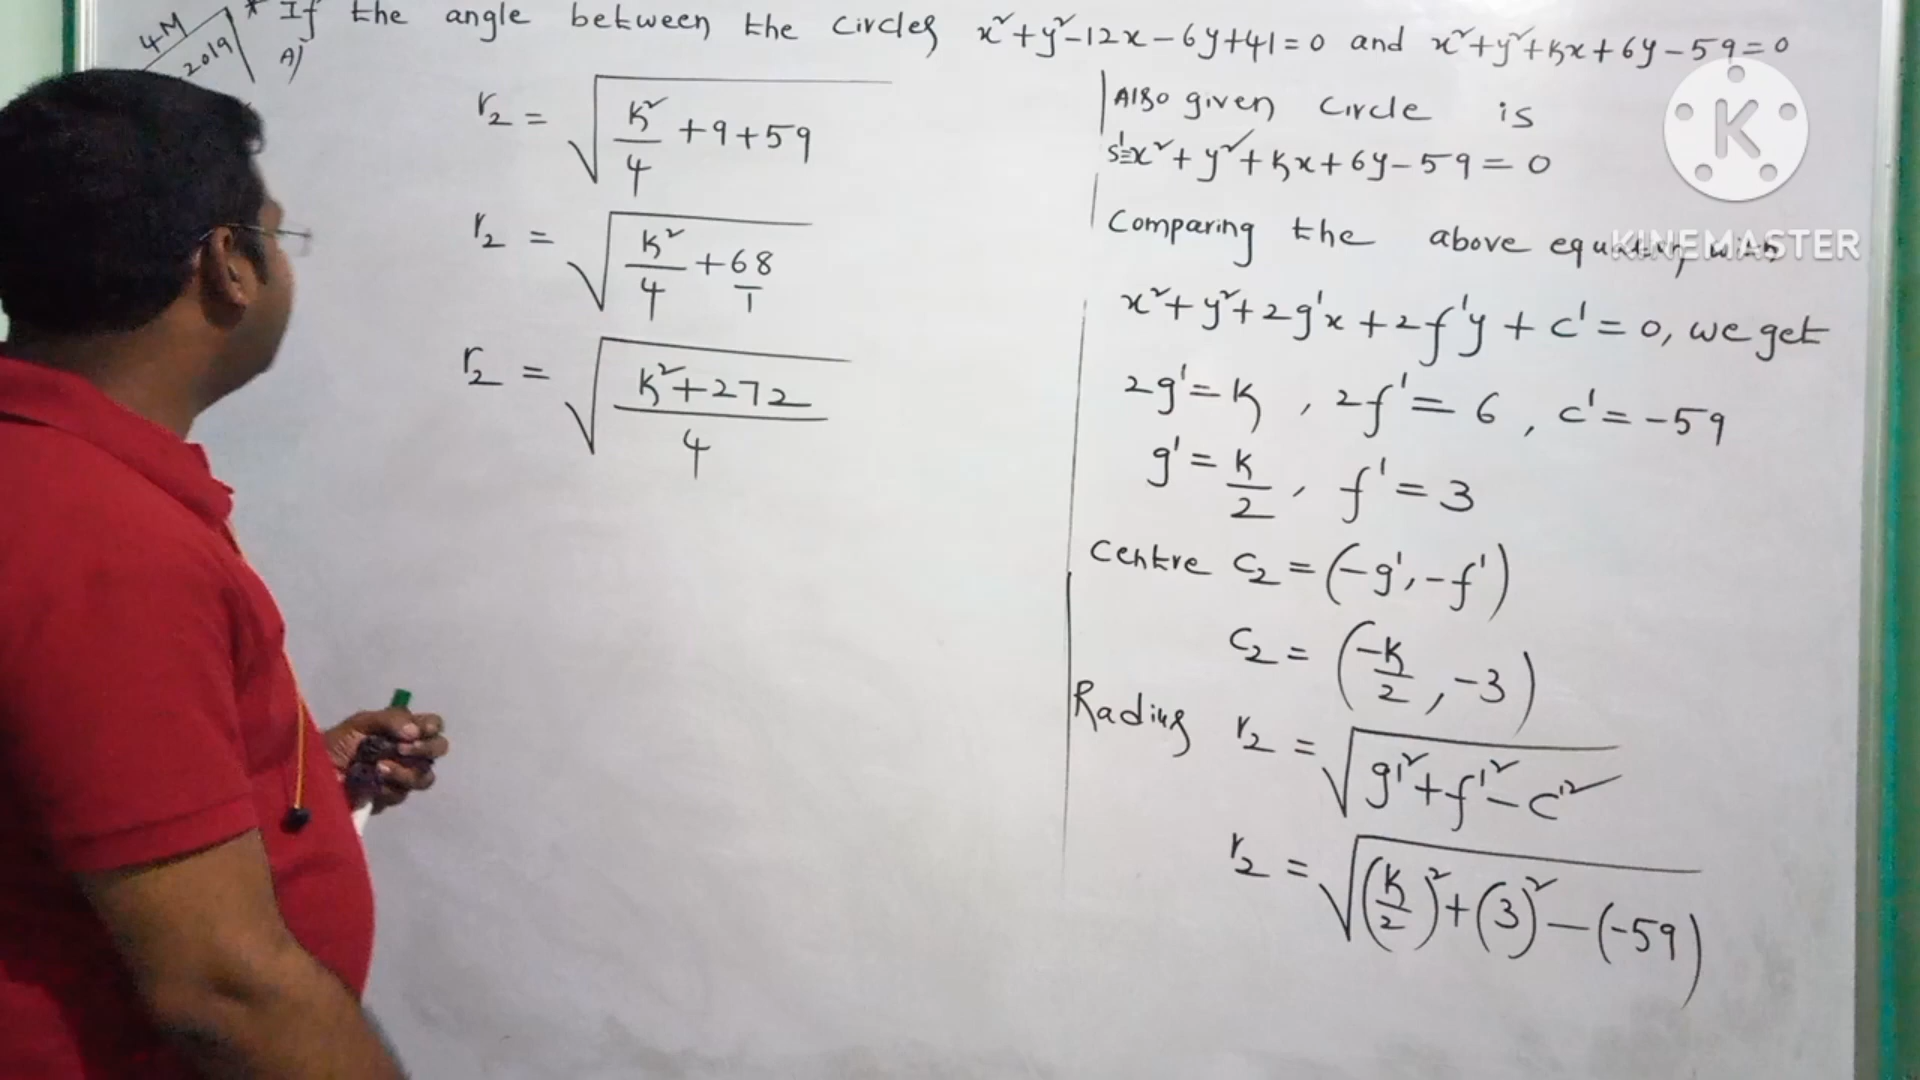 * If the angle between the circles x²+y²-12x-6y+41=0 and x²+y²+kx+6y-59=0
4M
2019
A)
r₂ = √(k²/4 +9+59)
r₂ = √(k²/4 + 68/1)
r₂ = √((k²+272)/4)
Also given circle is
S'≡x²+y²+kx+6y-59=0
Comparing the above equation with
x²+y²+2g'x+2f'y+c'=0, we get
2g'=k, 2f'=6, c'=-59
g'=k/2, f'=3
Centre C₂=(-g',-f')
C₂=(-k/2,-3)
Radius r₂=√(g'²+f'²-c'²)
r₂=√((k/2)²+(3)²-(-59))
K
KINEMASTER